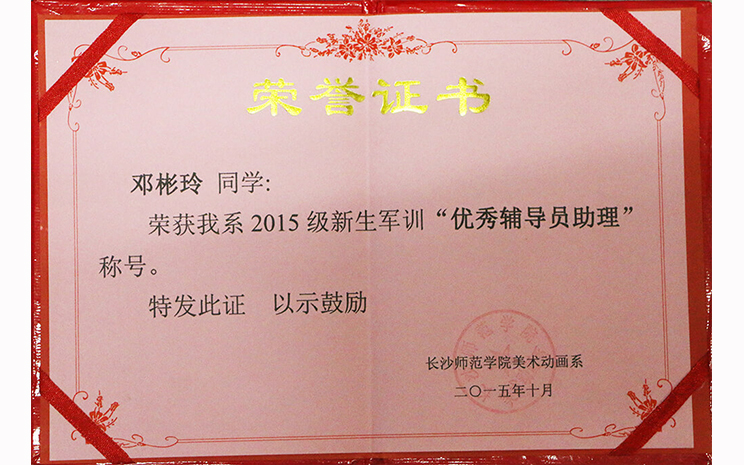 荣誉证书
邓彬玲 同学:
荣获我系 2015 级新生军训“优秀辅导员助理”
称号。
特发此证 以示鼓励
长沙师范学院美术动画系
二〇一五年十月